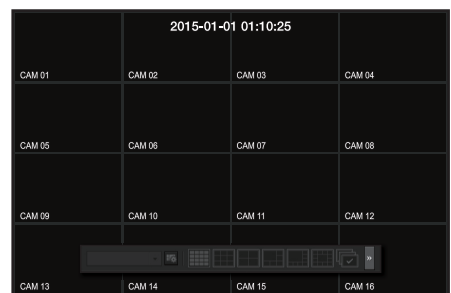 2015-01-01 01:10:25
CAM 01 CAM 02 CAM 03 CAM 04
CAM 05 CAM 06 CAM 07 CAM 08
CAM 09 CAM 10 CAM 11 CAM 12
CAM 13 CAM 14 CAM 15 CAM 16